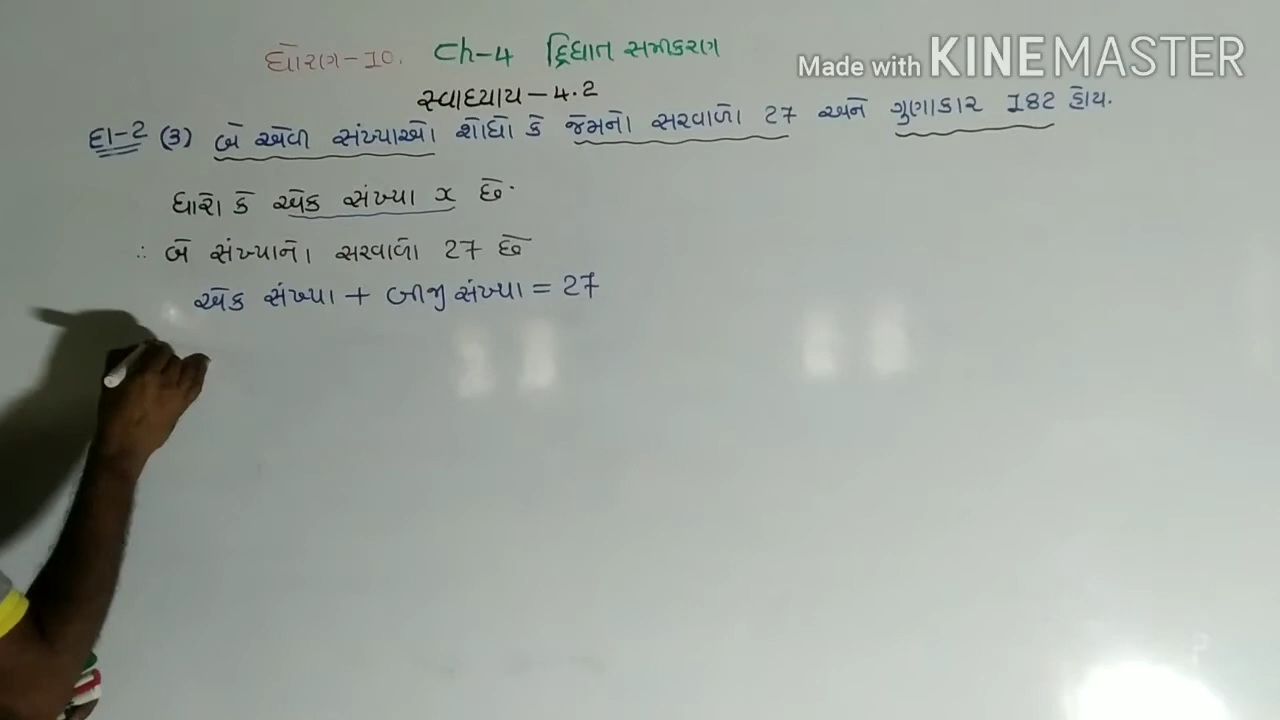 ધોરણ-10. Ch-4 દ્વિઘાત સમીકરણ
Made with KINEMASTER
સ્વાધ્યાય-4.2
દા-2 (3) બે એવી સંખ્યાઓ શોધો કે જેમનો સરવાળો 27 અને ગુણાકાર 182 હોય.
ધારો કે એક સંખ્યા x છે.
∴ બે સંખ્યાનો સરવાળો 27 છે
એક સંખ્યા + બીજી સંખ્યા = 27